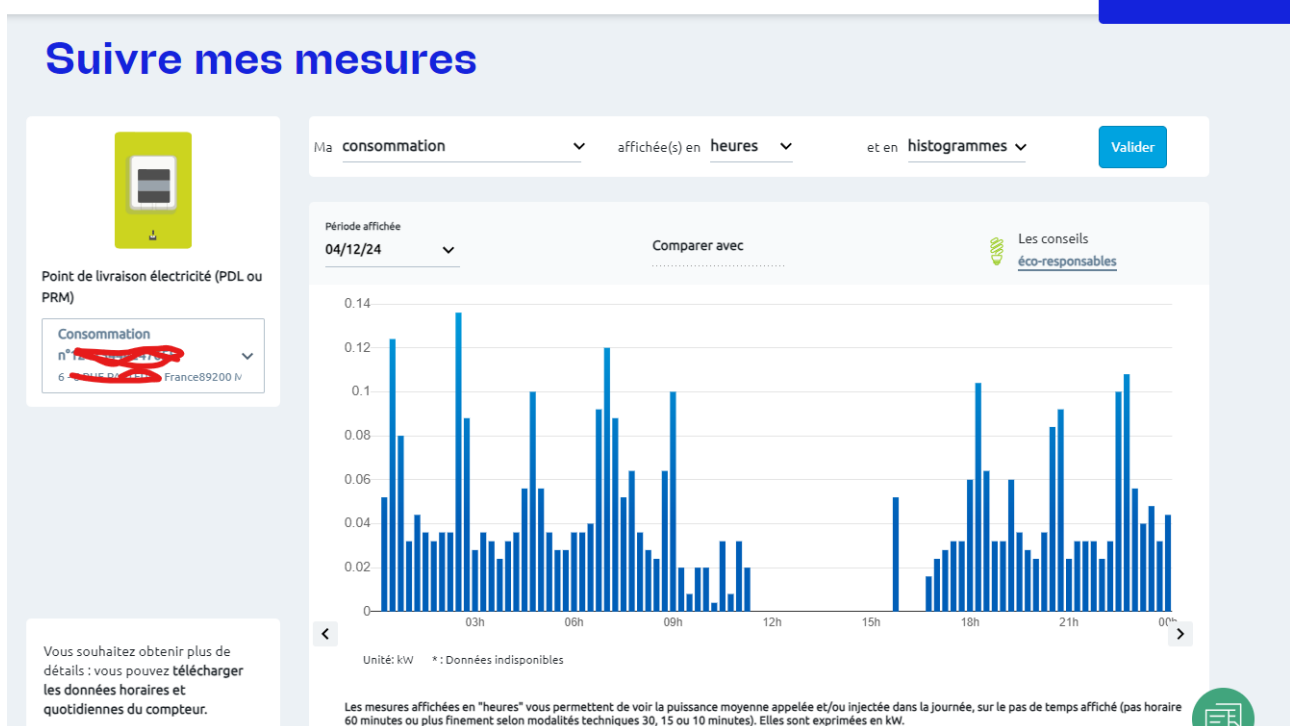 Suivre mes mesures
Ma consommation affichée(s) en heures et en histogrammes Valider
Point de livraison électricité (PDL ou
PRM)
Consommation
n°
6 France89200
Période affichée
04/12/24
Comparer avec
Les conseils
éco-responsables
0.14
0.12
0.1
0.08
0.06
0.04
0.02
0
03h 06h 09h 12h 15h 18h 21h 00h
Unité: kW * : Données indisponibles
Vous souhaitez obtenir plus de
détails : vous pouvez télécharger
les données horaires et
quotidiennes du compteur.
Les mesures affichées en "heures" vous permettent de voir la puissance moyenne appelée et/ou injectée dans la journée, sur le pas de temps affiché (pas horaire
60 minutes ou plus finement selon modalités techniques 30, 15 ou 10 minutes). Elles sont exprimées en kW.